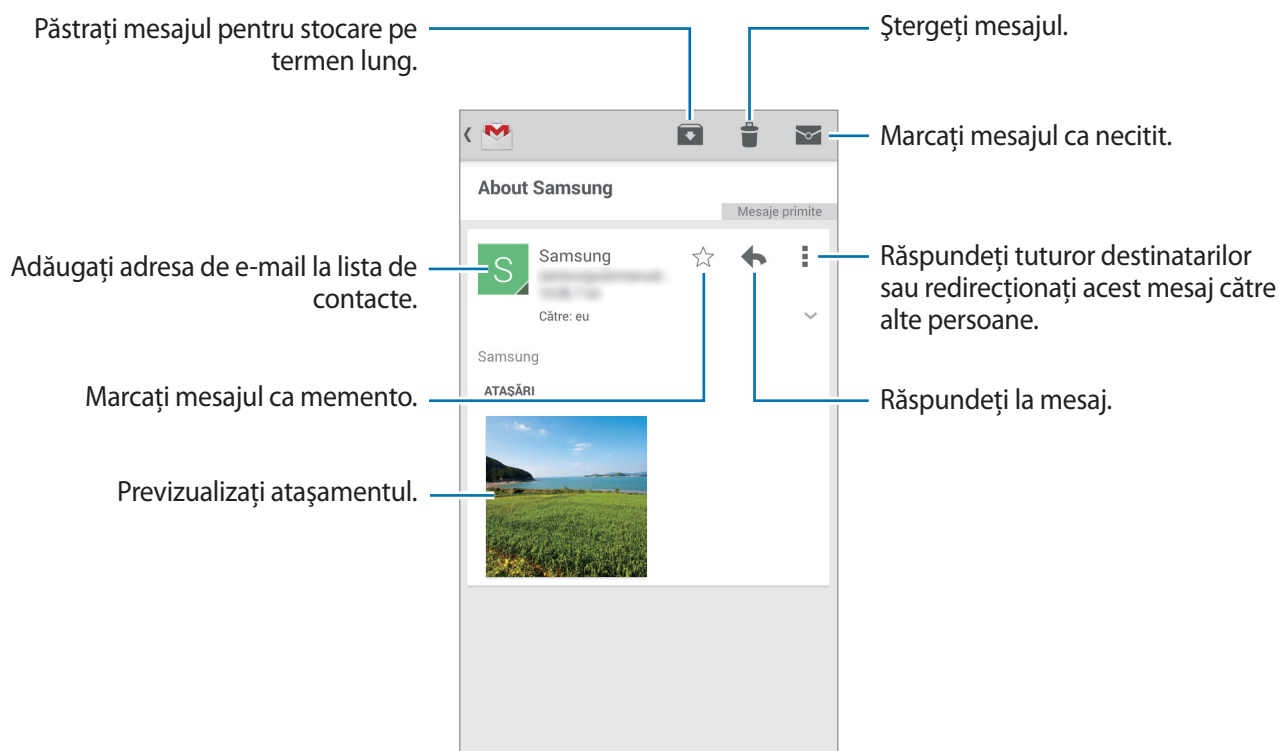 Păstrați mesajul pentru stocare pe
termen lung.
Ştergeți mesajul.
Marcați mesajul ca necitit.
About Samsung
Mesaje primite
Adăugați adresa de e-mail la lista de
contacte.
S
Samsung
Către: eu
Răspundeți tuturor destinatarilor
sau redirecționați acest mesaj către
alte persoane.
Samsung
ATAŞĂRI
Marcați mesajul ca memento.
Răspundeți la mesaj.
Previzualizați ataşamentul.